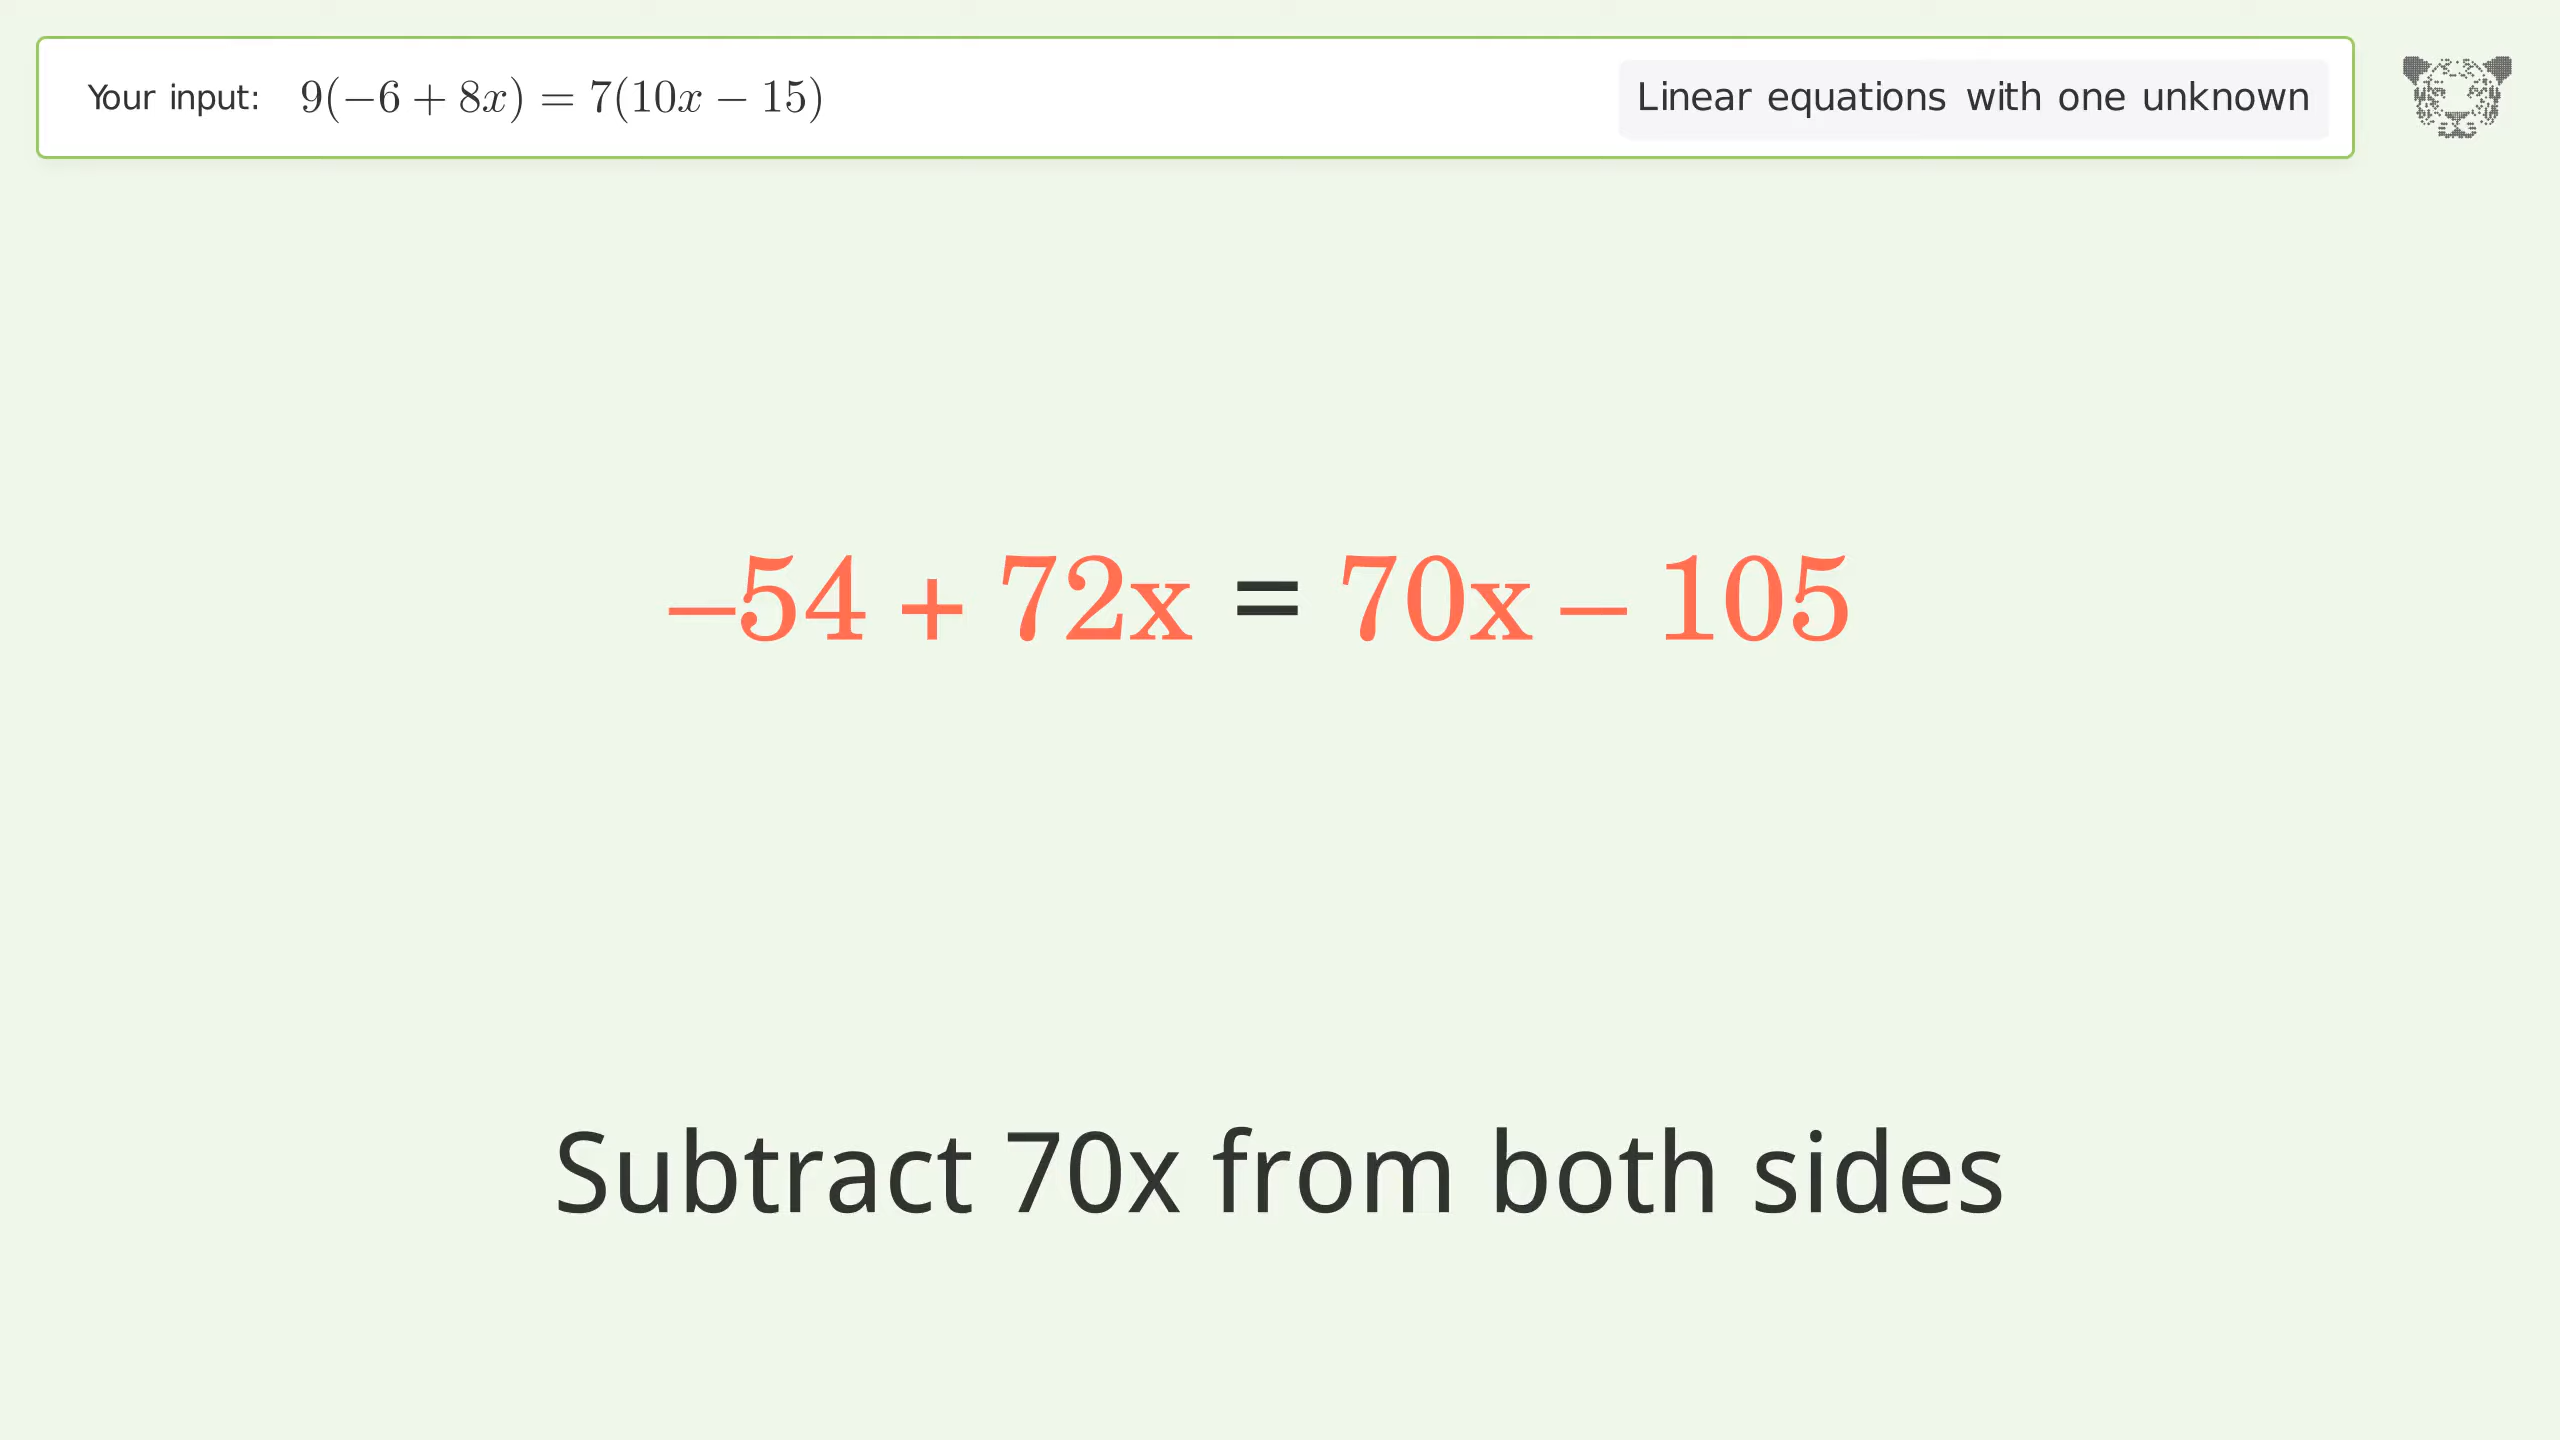 Your input: 9(−6 + 8x) = 7(10x − 15)
Linear equations with one unknown
–54 + 72x = 70x – 105
Subtract 70x from both sides